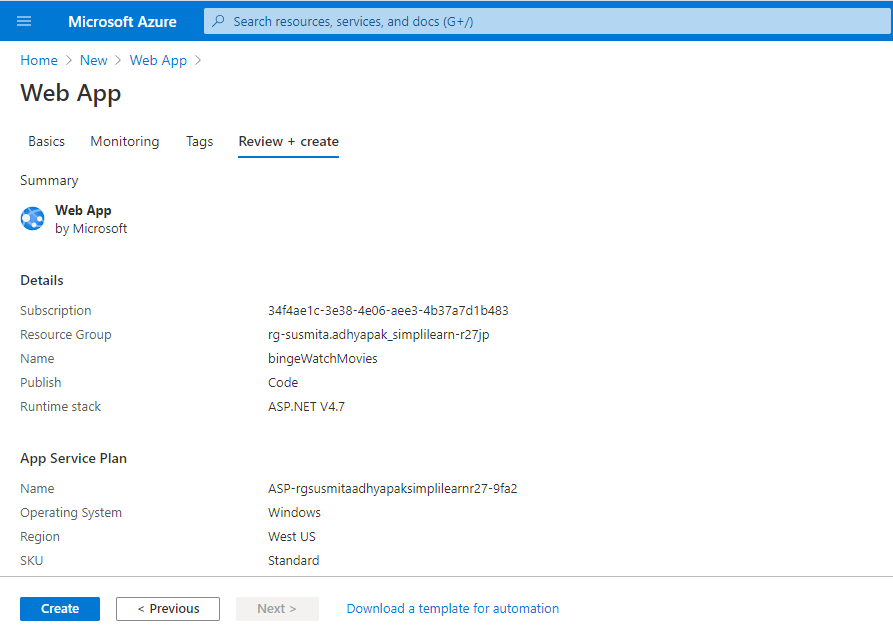 Microsoft Azure
Search resources, services, and docs (G+/)
Home > New > Web App >
Web App
Basics Monitoring Tags Review + create
Summary
Web App
by Microsoft
Details
Subscription 34f4ae1c-3e38-4e06-aee3-4b37a7d1b483
Resource Group rg-susmita.adhyapak_simplilearn-r27jp
Name bingeWatchMovies
Publish Code
Runtime stack ASP.NET V4.7
App Service Plan
Name ASP-rgsusmitaadhyapaksimplilearnr27-9fa2
Operating System Windows
Region West US
SKU Standard
Create < Previous Next > Download a template for automation